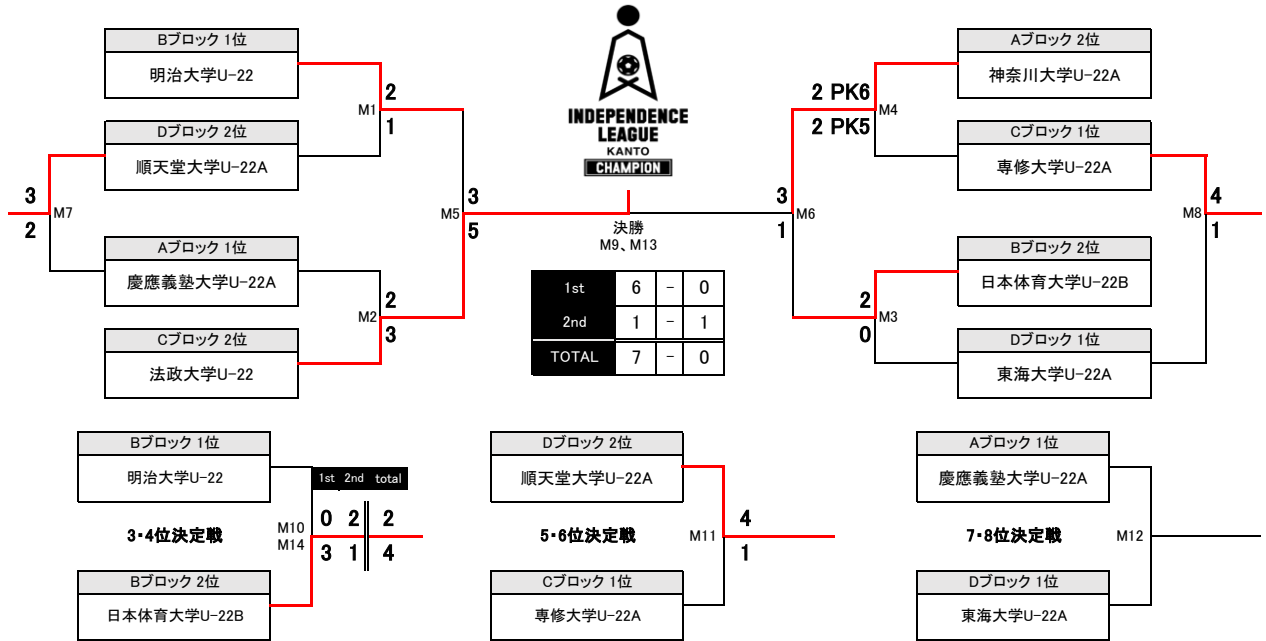 Bブロック 1位
明治大学U-22
Dブロック 2位
順天堂大学U-22A
Aブロック 1位
慶應義塾大学U-22A
Cブロック 2位
法政大学U-22
M1
2
1
M7
3
2
M2
2
3
M5
3
5
INDEPENDENCE
LEAGUE
KANTO
CHAMPION
決勝
M9、M13
1st 6 - 0
2nd 1 - 1
TOTAL 7 - 0
Aブロック 2位
神奈川大学U-22A
Cブロック 1位
専修大学U-22A
Bブロック 2位
日本体育大学U-22B
Dブロック 1位
東海大学U-22A
2 PK6
2 PK5
M4
3
1
M6
2
0
M3
4
1
M8
Bブロック 1位
明治大学U-22
3・4位決定戦
Bブロック 2位
日本体育大学U-22B
M10
M14
1st 2nd total
0 2 2
3 1 4
Dブロック 2位
順天堂大学U-22A
5・6位決定戦
Cブロック 1位
専修大学U-22A
M11
4
1
Aブロック 1位
慶應義塾大学U-22A
7・8位決定戦
Dブロック 1位
東海大学U-22A
M12